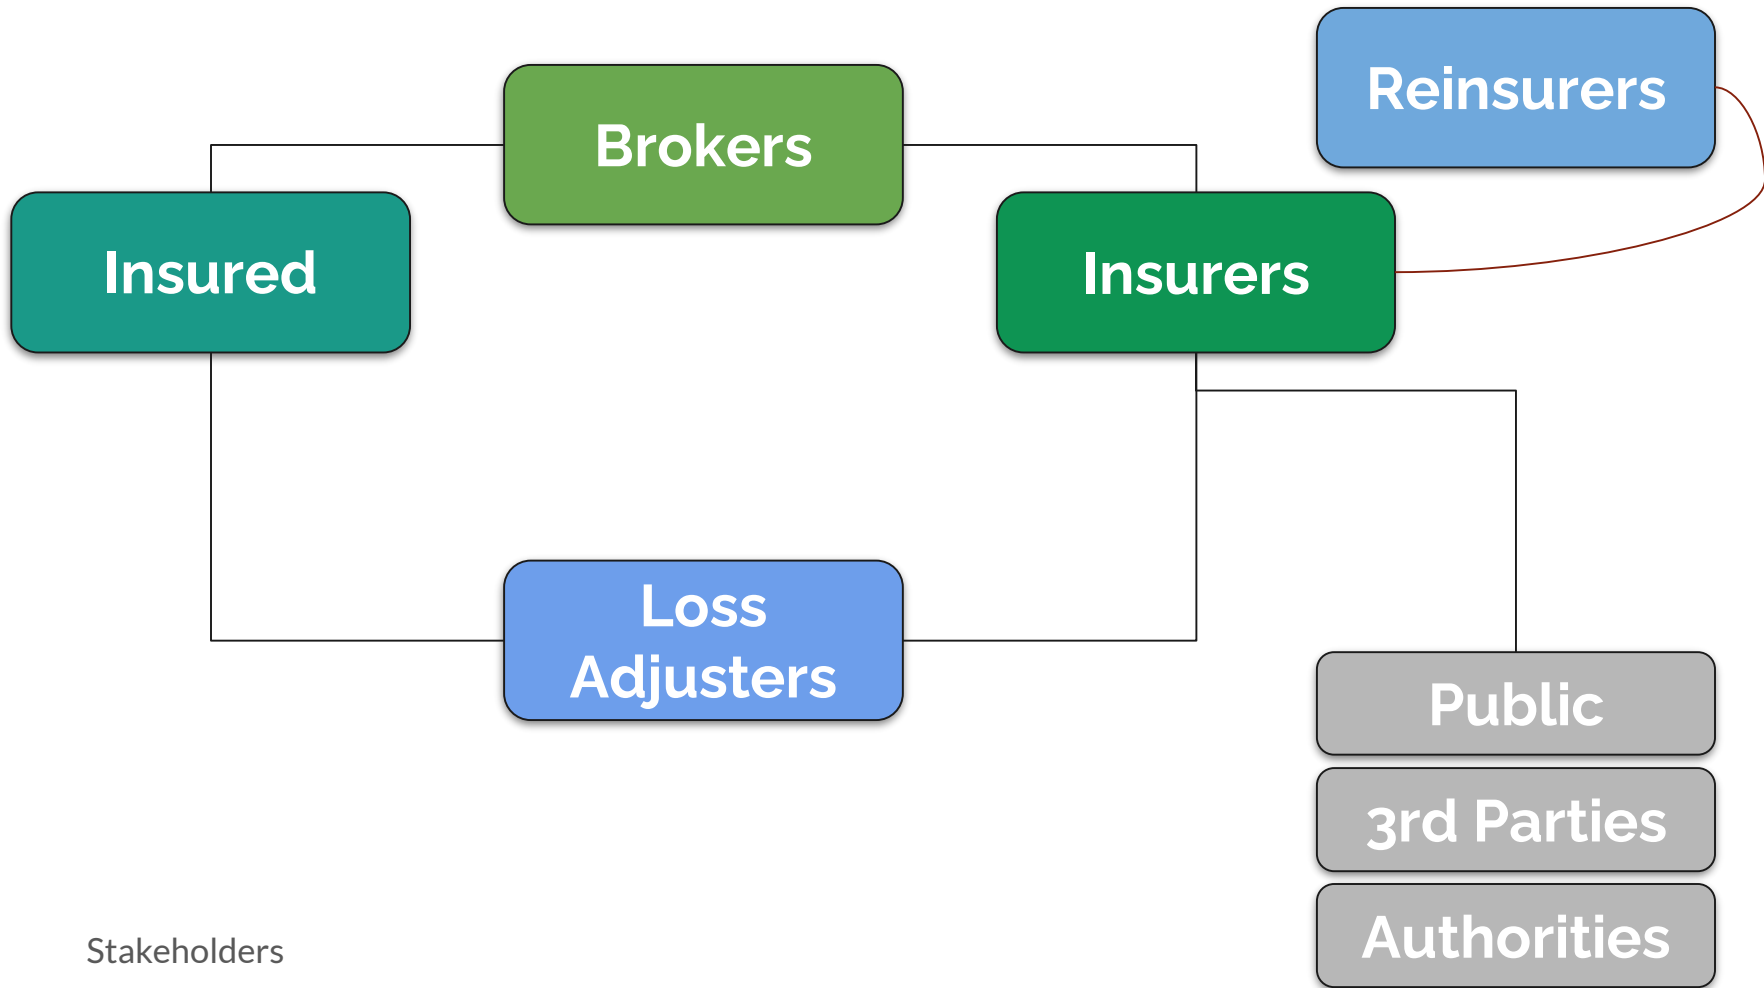 Reinsurers
Brokers
Insured
Insurers
Loss
Adjusters
Public
3rd Parties
Authorities
Stakeholders